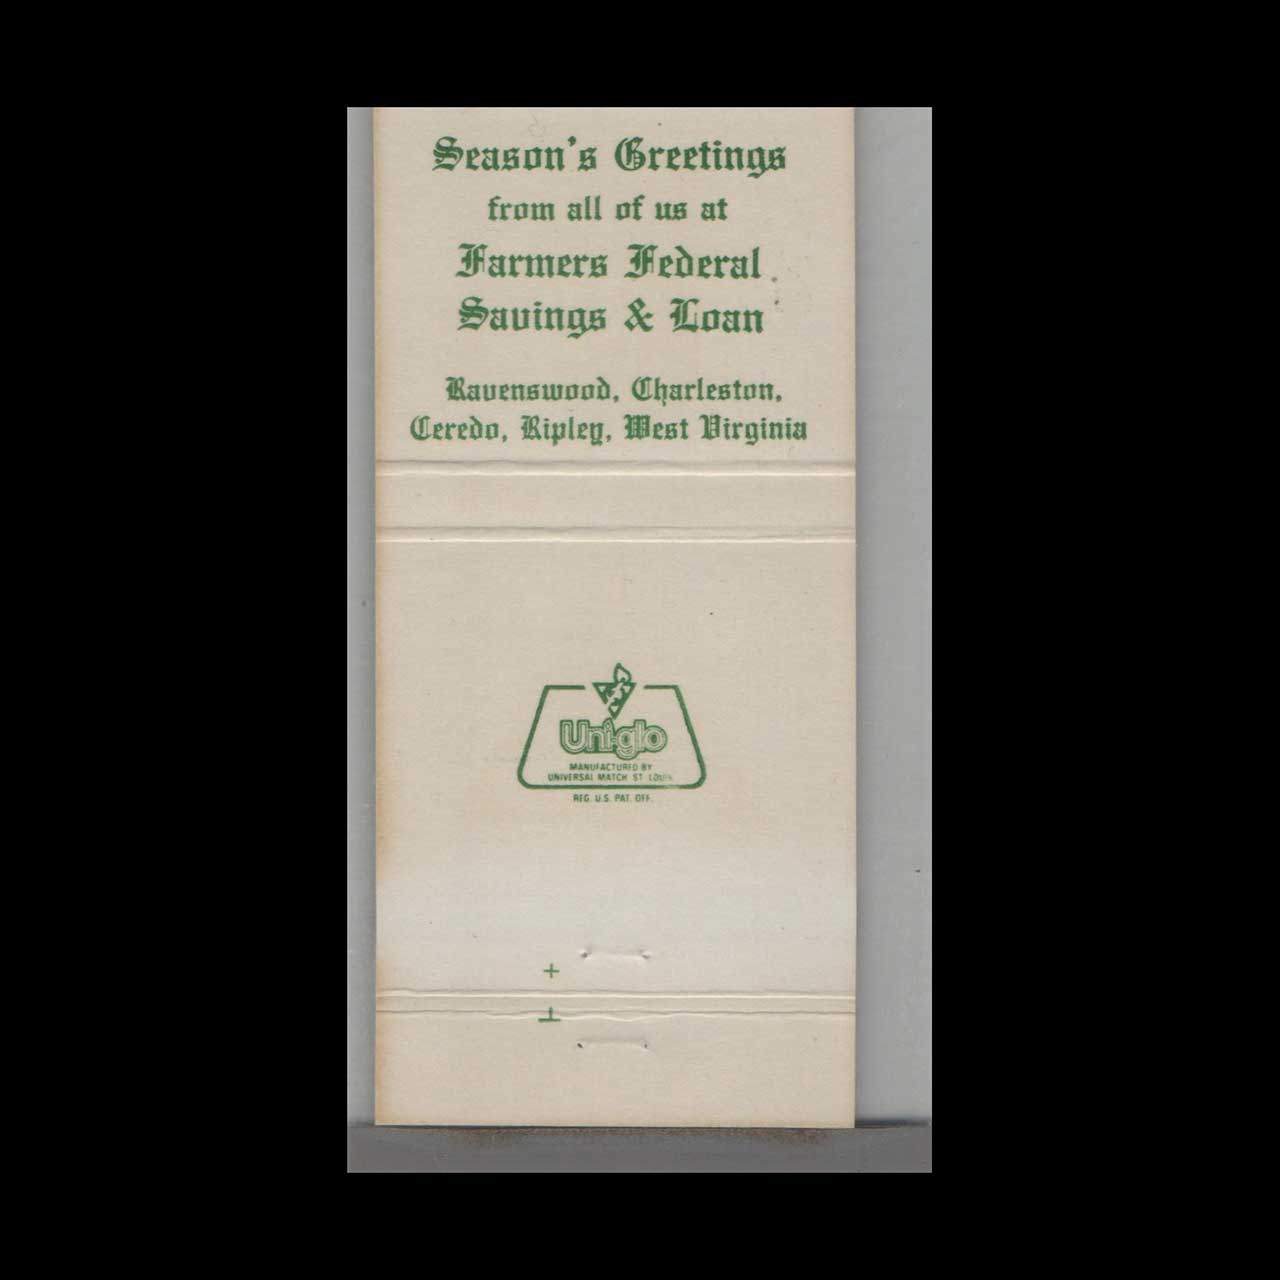 Season's Greetings
from all of us at
Farmers Federal
Savings & Loan
Ravenswood, Charleston,
Ceredo, Ripley, West Virginia
Uni-glo
MANUFACTURED BY
UNIVERSAL MATCH ST. LOUIS
REG. U.S. PAT. OFF.